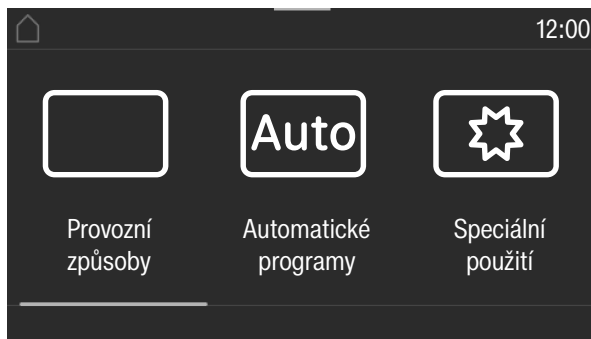 12:00
Auto
Provozní
způsoby
Automatické
programy
Speciální
použití